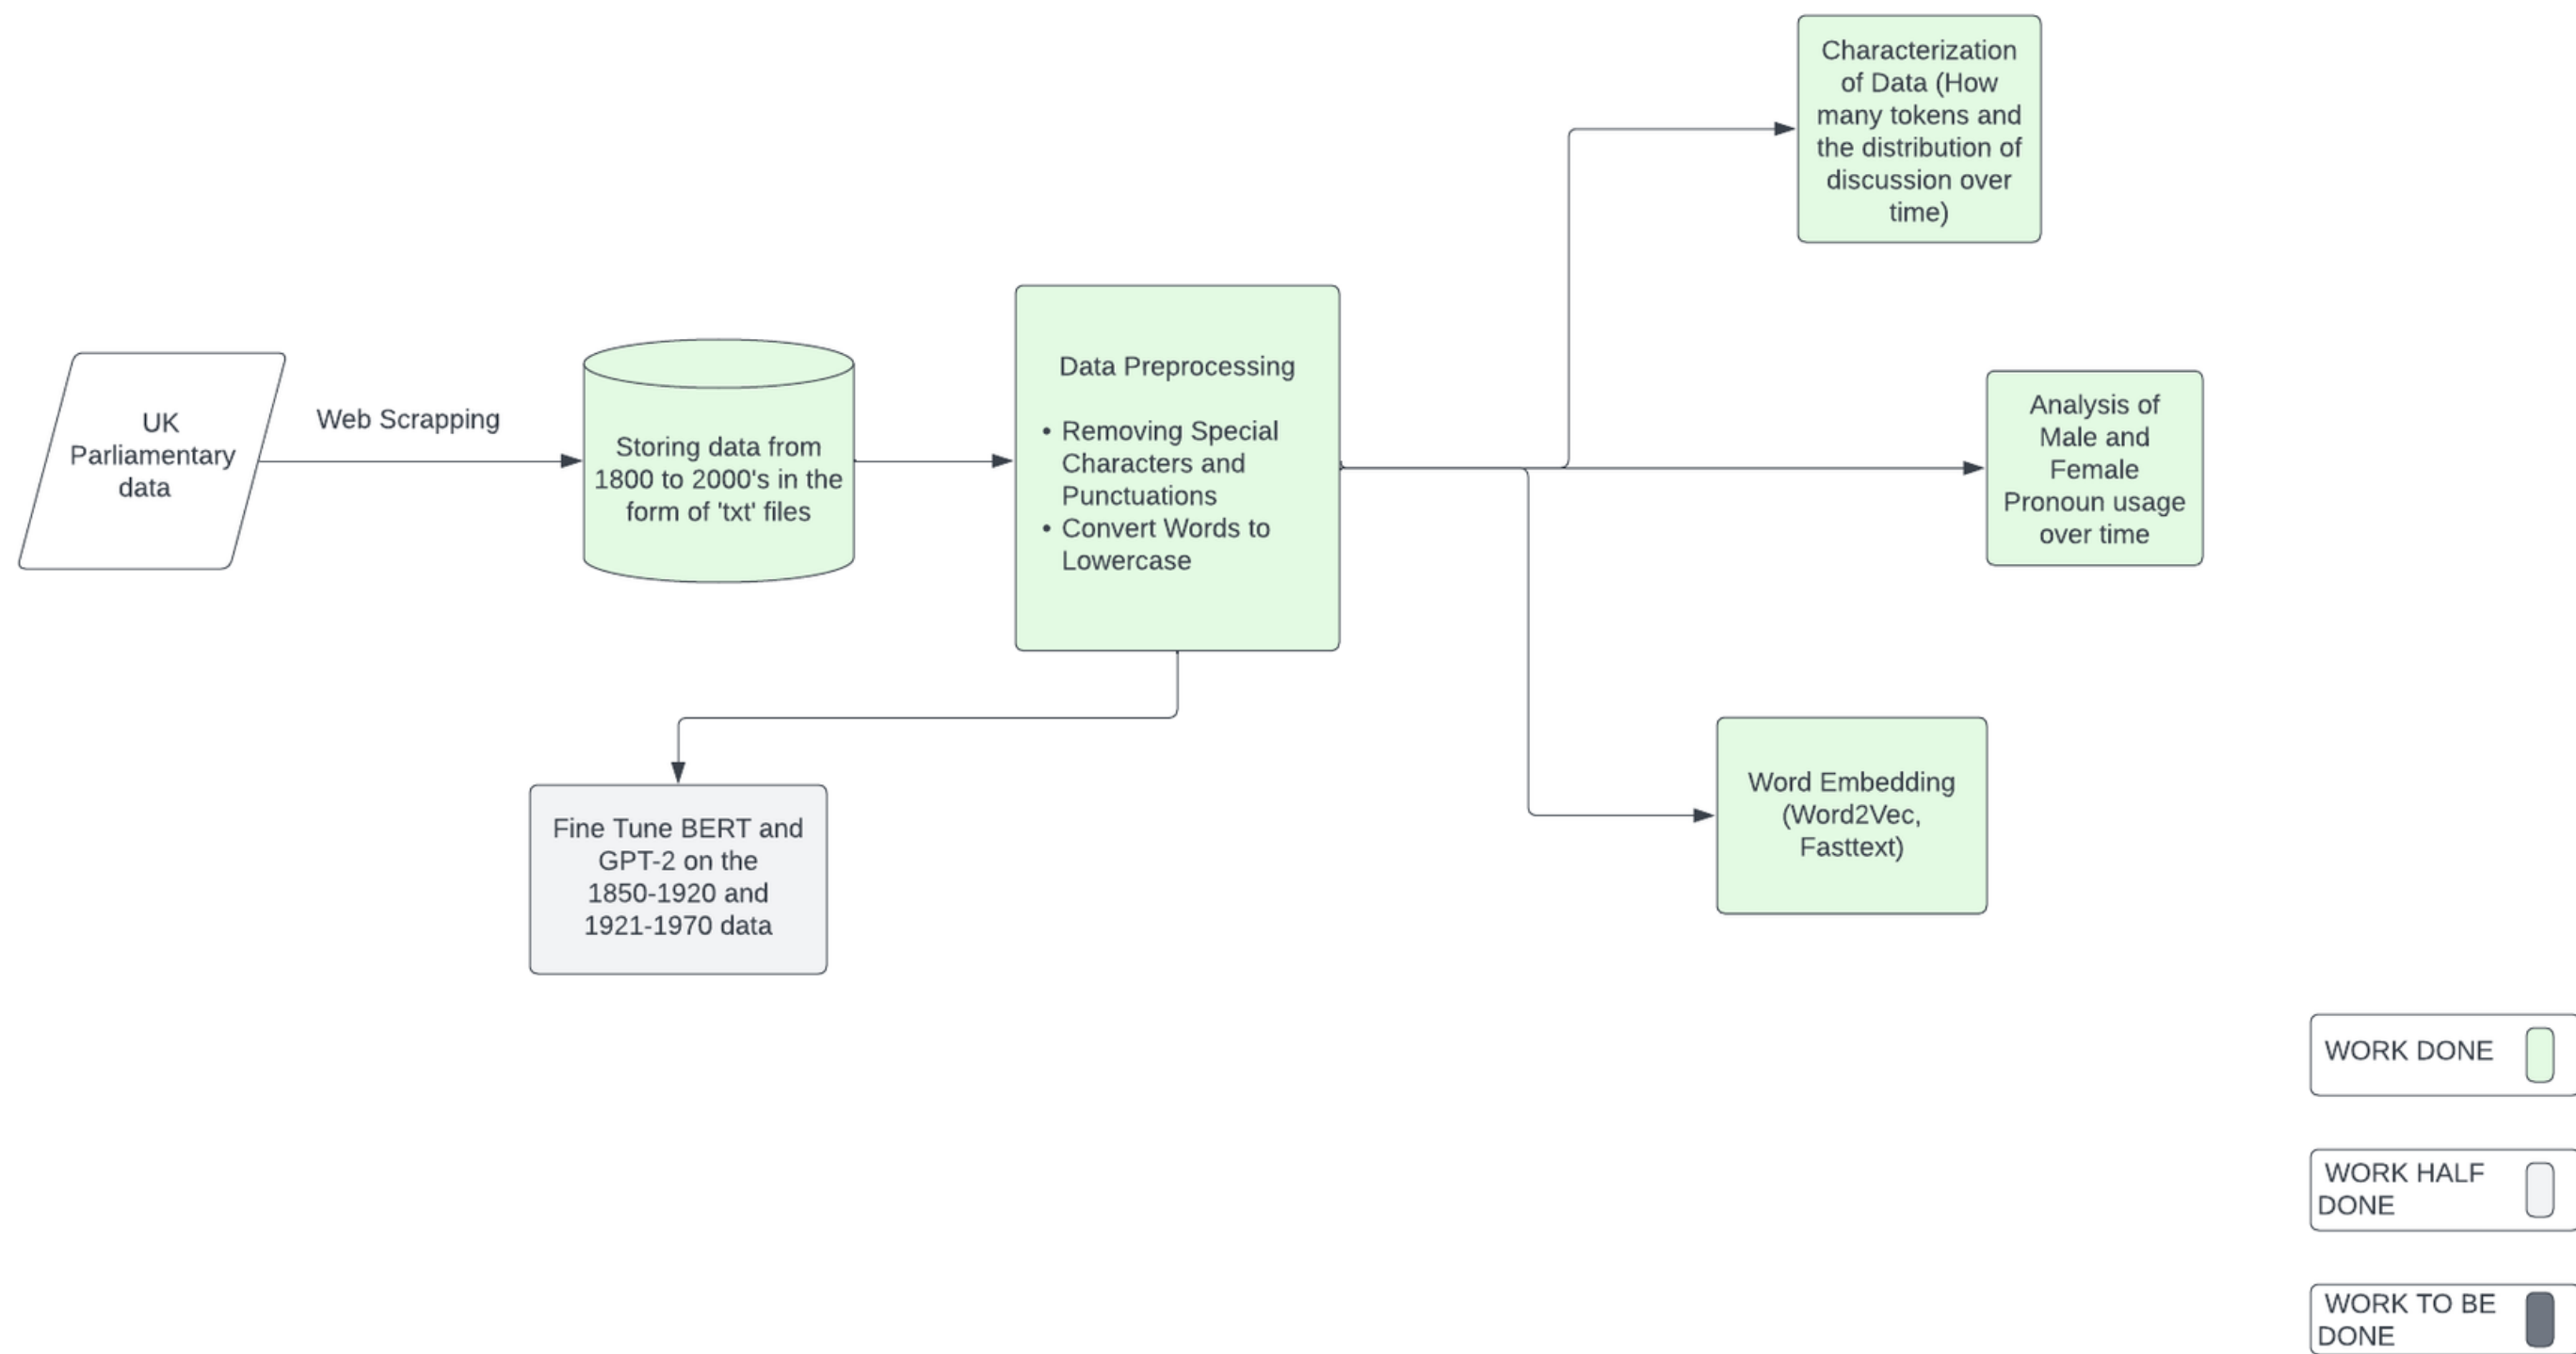 Characterization
of Data (How
many tokens and
the distribution of
discussion over
time)
UK
Parliamentary
data
Web Scrapping
Storing data from
1800 to 2000's in the
form of 'txt' files
Data Preprocessing
• Removing Special
Characters and
Punctuations
• Convert Words to
Lowercase
Analysis of
Male and
Female
Pronoun usage
over time
Word Embedding
(Word2Vec,
Fasttext)
Fine Tune BERT and
GPT-2 on the
1850-1920 and
1921-1970 data
WORK DONE
WORK HALF
DONE
WORK TO BE
DONE